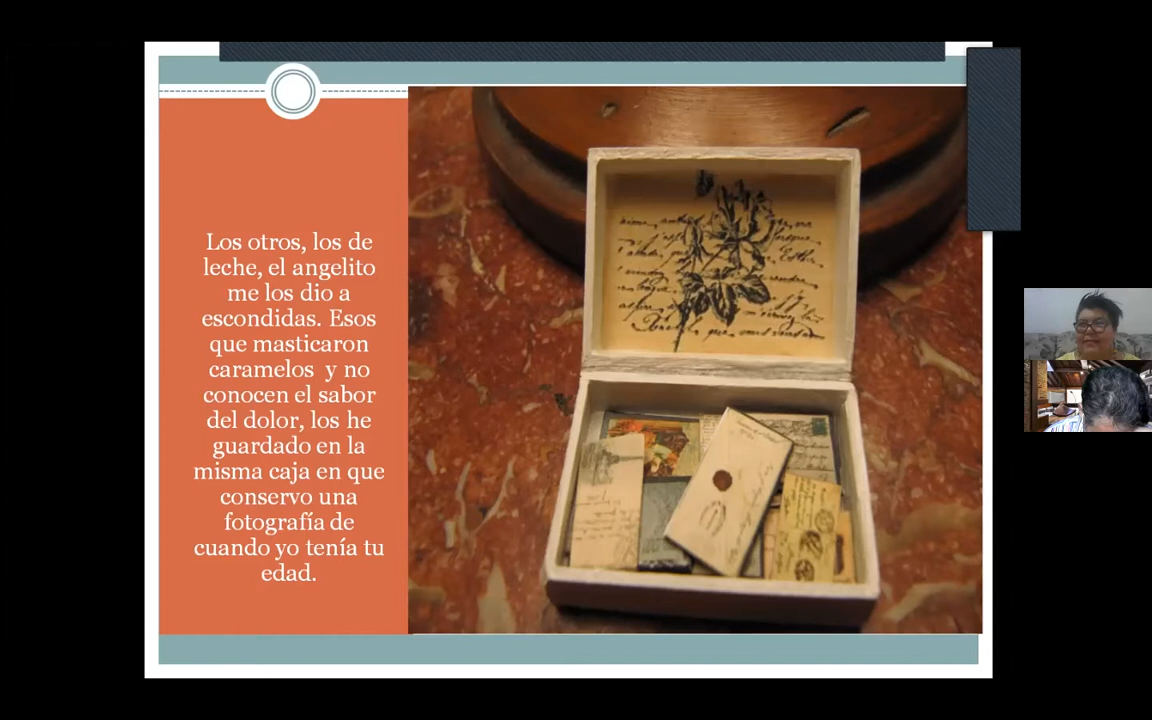 Los otros, los de
leche, el angelito
me los dio a
escondidas. Esos
que masticaron
caramelos y no
conocen el sabor
del dolor, los he
guardado en la
misma caja en que
conservo una
fotografía de
cuando yo tenía tu
edad.